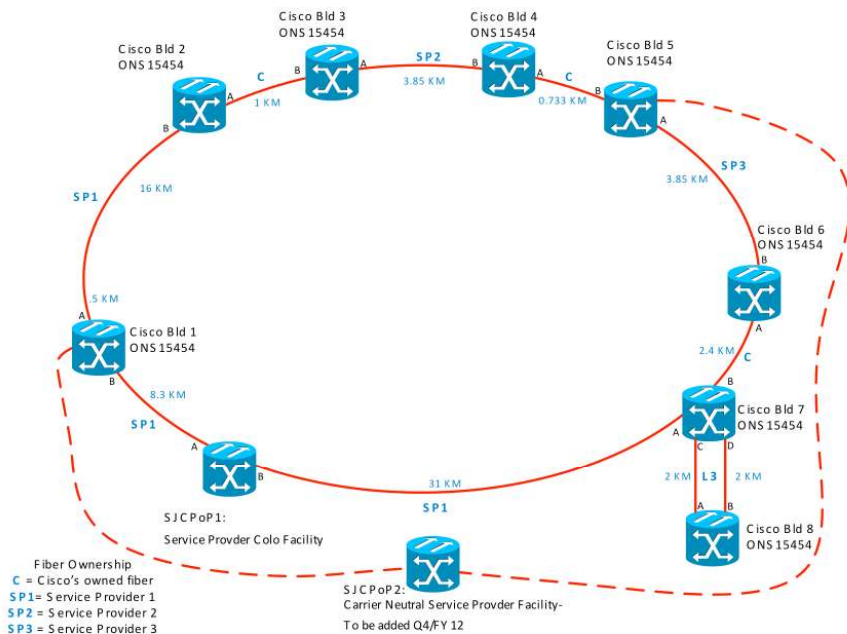 Cisco Bld 3
ONS 15454
Cisco Bld 4
ONS 15454
Cisco Bld 2
ONS 15454
Cisco Bld 5
ONS 15454
B
A
SP2
3.85 KM
B
A
C
0.733 KM
B
A
C
1 KM
A
B
SP1
16 KM
SP3
3.85 KM
Cisco Bld 6
ONS 15454
B
A
.5 KM
A
Cisco Bld 1
ONS 15454
B
2.4 KM
C
B
8.3 KM
SP1
Cisco Bld 7
ONS 15454
A
C
D
A
B
31 KM
SP1
2 KM
L3
2 KM
A
B
Cisco Bld 8
ONS 15454
SJCPoP1:
Service Provder Colo Facility
Fiber Ownership
C = Cisco's owned fiber
SP1= Service Provider 1
SP2 = Service Provider 2
SP3 = Service Provider 3
SJCPoP2:
Carrier Neutral Service Provder Facility-
To be added Q4/FY 12